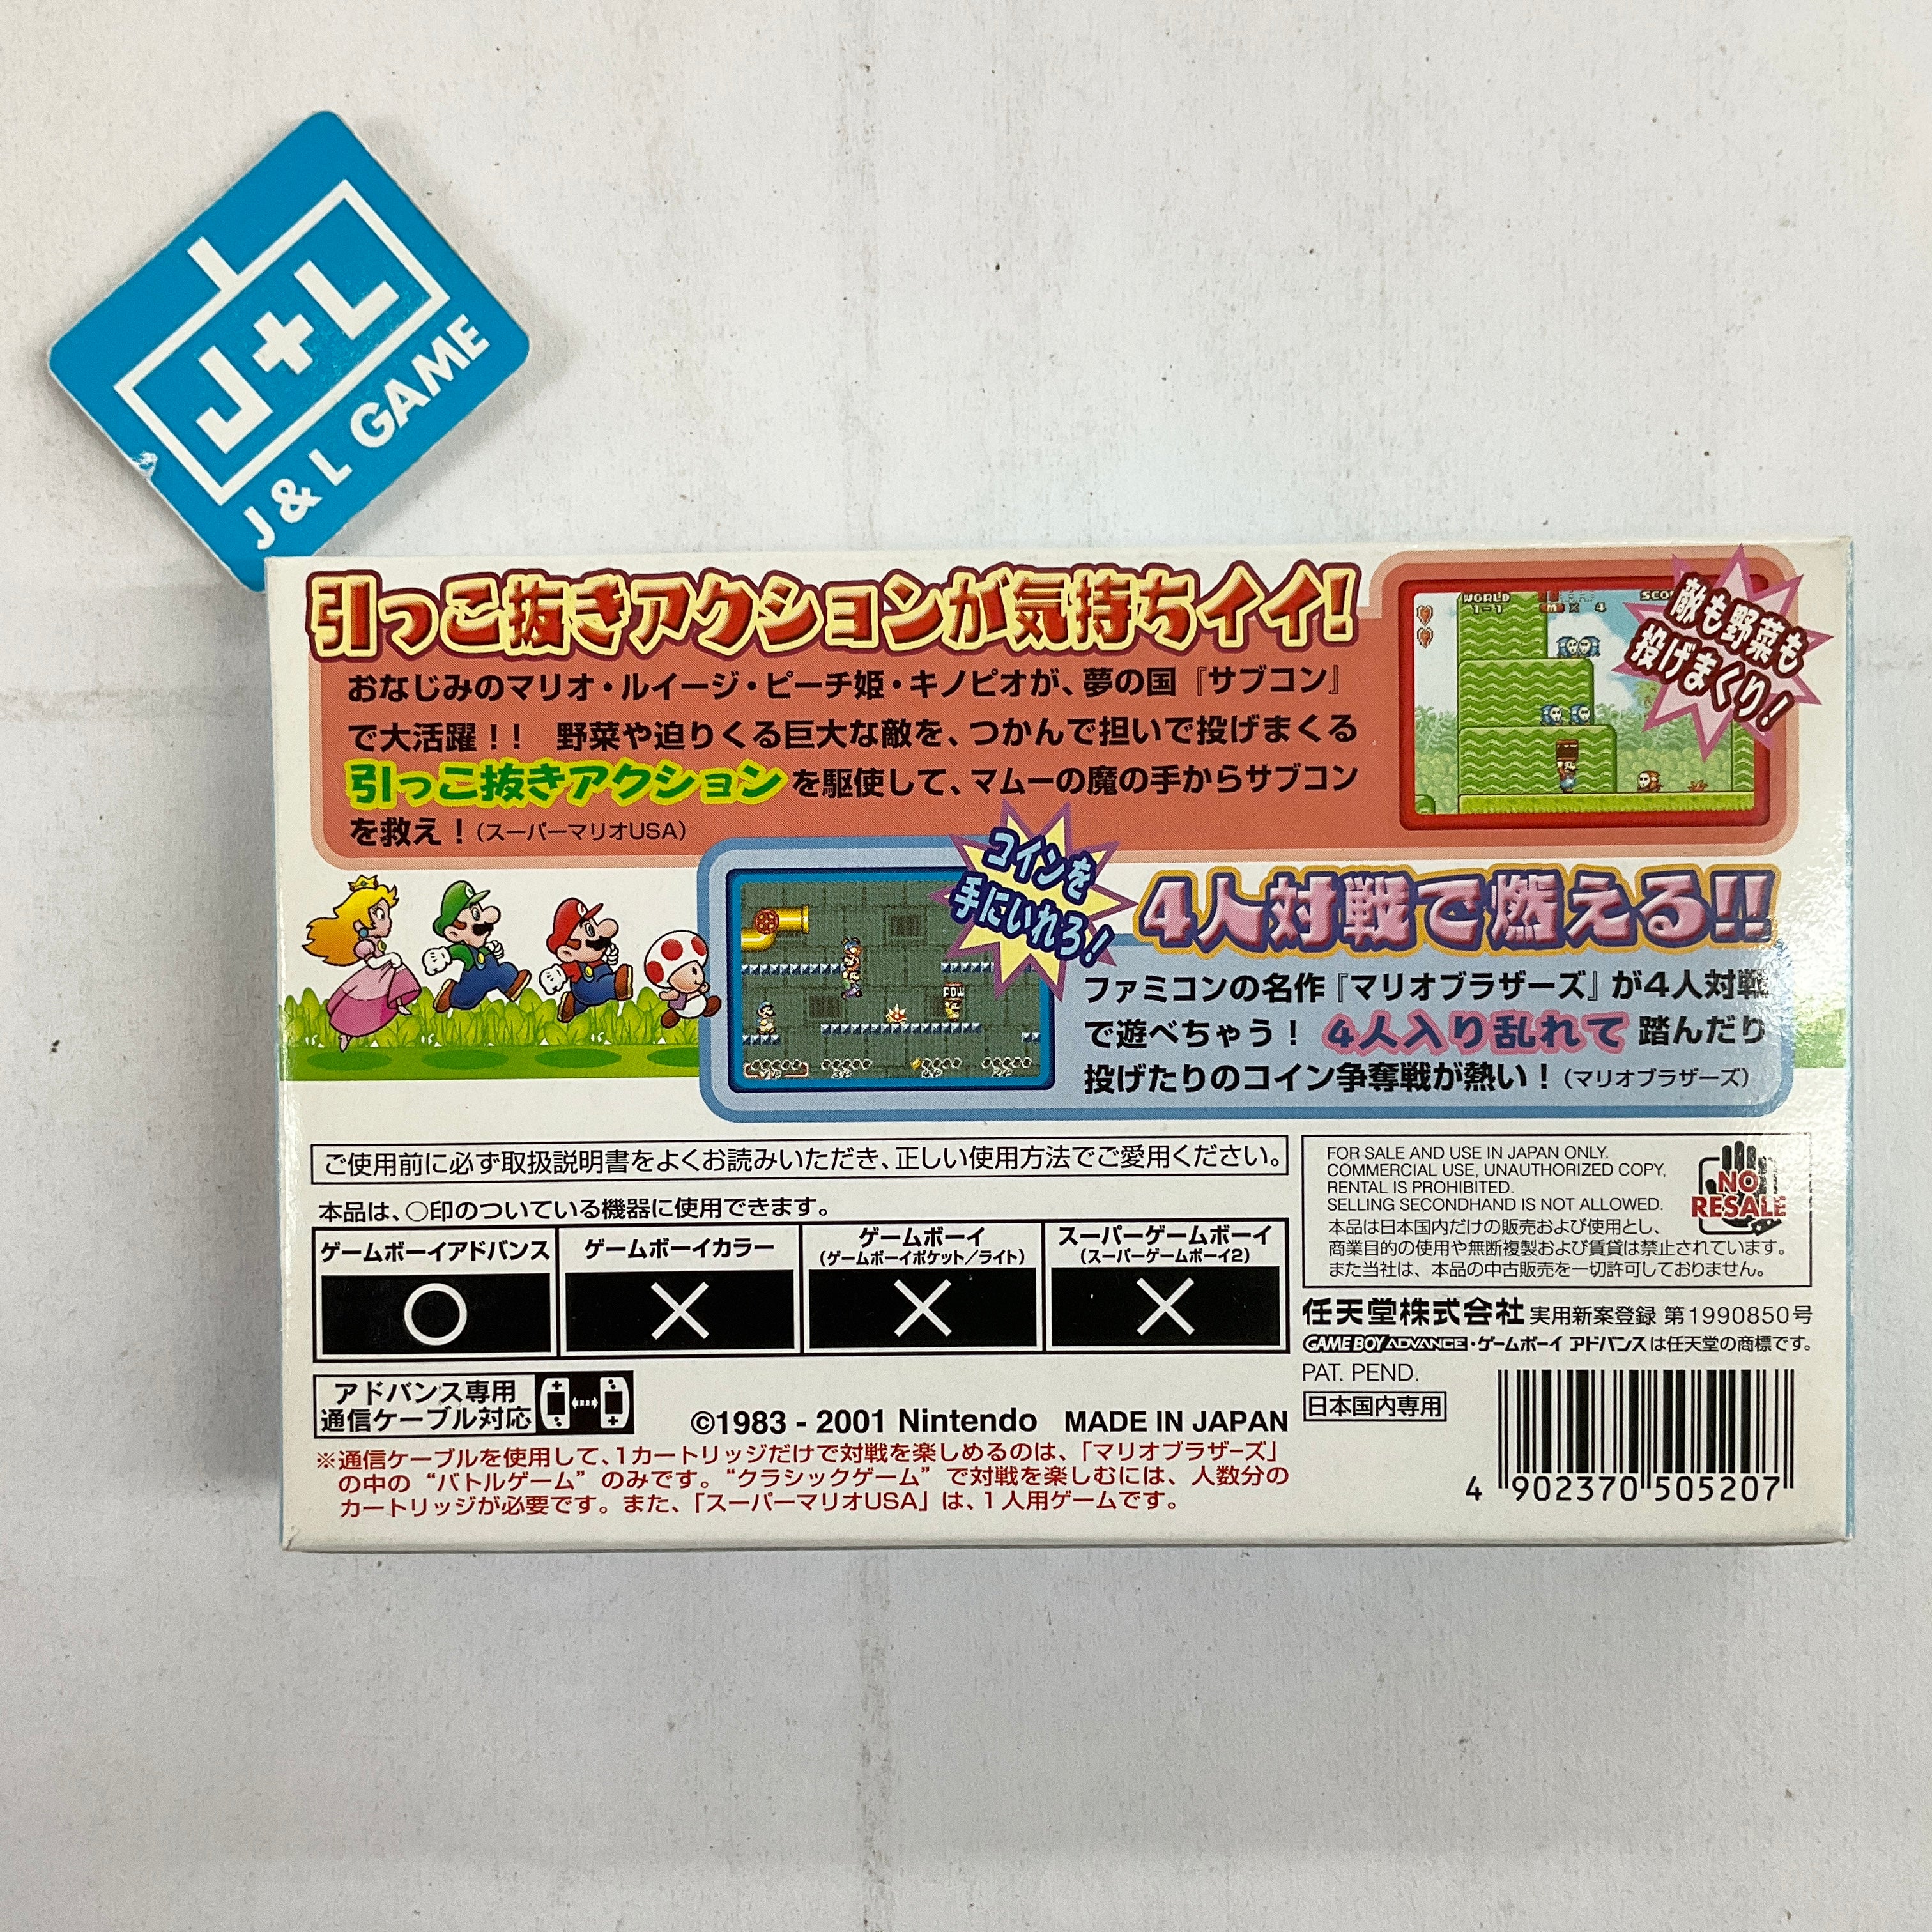 J+L
J & L GAME
引っこ抜きアクションが気持ちイイ!
おなじみのマリオ・ルイージ・ピーチ姫・キノピオが、夢の国『サブコン』
で大活躍!! 野菜や迫りくる巨大な敵を、つかんで担いで投げまくる
引っこ抜きアクションを駆使して、マムーの魔の手からサブコン
を救え!(スーパーマリオUSA)
WORLD
1-1
4
敵も野菜も
投げまくり!
コインを
手にいれろ!
POW
4人対戦で燃える!!
ファミコンの名作『マリオブラザーズ』が4人対戦
で遊べちゃう! 4人入り乱れて踏んだり
投げたりのコイン争奪戦が熱い!(マリオブラザーズ)
ご使用前に必ず取扱説明書をよくお読みいただき、正しい使用方法でご愛用ください。
本品は、○印のついている機器に使用できます。
ゲームボーイアドバンス
ゲームボーイカラー
ゲームボーイ
(ゲームボーイポケット/ライト)
スーパーゲームボーイ
(スーパーゲームボーイ2)
○
×
×
×
アドバンス専用
通信ケーブル対応
©1983 - 2001 Nintendo MADE IN JAPAN
※通信ケーブルを使用して、1カートリッジだけで対戦を楽しめるのは、「マリオブラザーズ」
の中の“バトルゲーム”のみです。“クラシックゲーム”で対戦を楽しむには、人数分の
カートリッジが必要です。また、「スーパーマリオUSA」は、1人用ゲームです。
FOR SALE AND USE IN JAPAN ONLY.
COMMERCIAL USE, UNAUTHORIZED COPY,
RENTAL IS PROHIBITED.
SELLING SECONDHAND IS NOT ALLOWED.
本品は日本国内だけの販売および使用とし、
商業目的の使用や無断複製および賃貸は禁止されています。
また当社は、本品の中古販売を一切許可しておりません。
NO
RESALE
任天堂株式会社 実用新案登録 第1990850号
GAME BOY ADVANCE・ゲームボーイ アドバンスは任天堂の商標です。
PAT. PEND.
日本国内専用
4 902370 505207